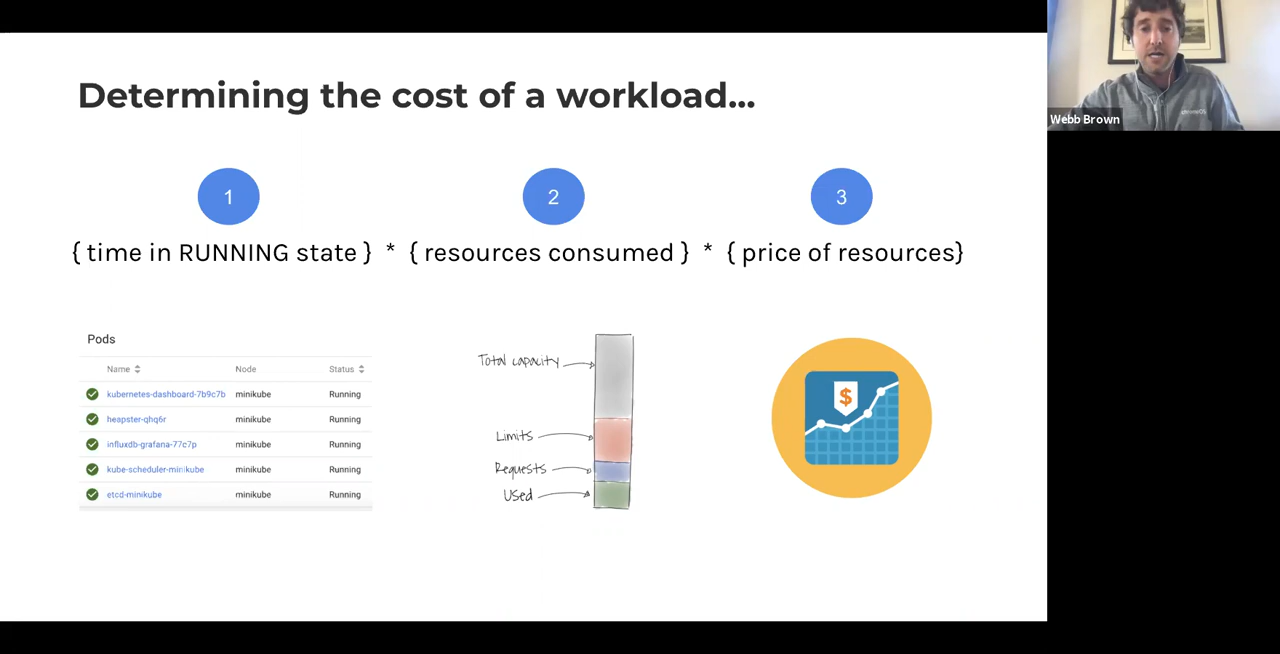 Determining the cost of a workload...
1
2
3
{ time in RUNNING state } * { resources consumed } * { price of resources}
Pods
Name Node Status
kubernetes-dashboard-7b9c7b minikube Running
heapster-qhq6r minikube Running
influxdb-grafana-77c7p minikube Running
kube-scheduler-minikube minikube Running
etcd-minikube minikube Running
Total capacity
Limits
Requests
Used
$
Webb Brown